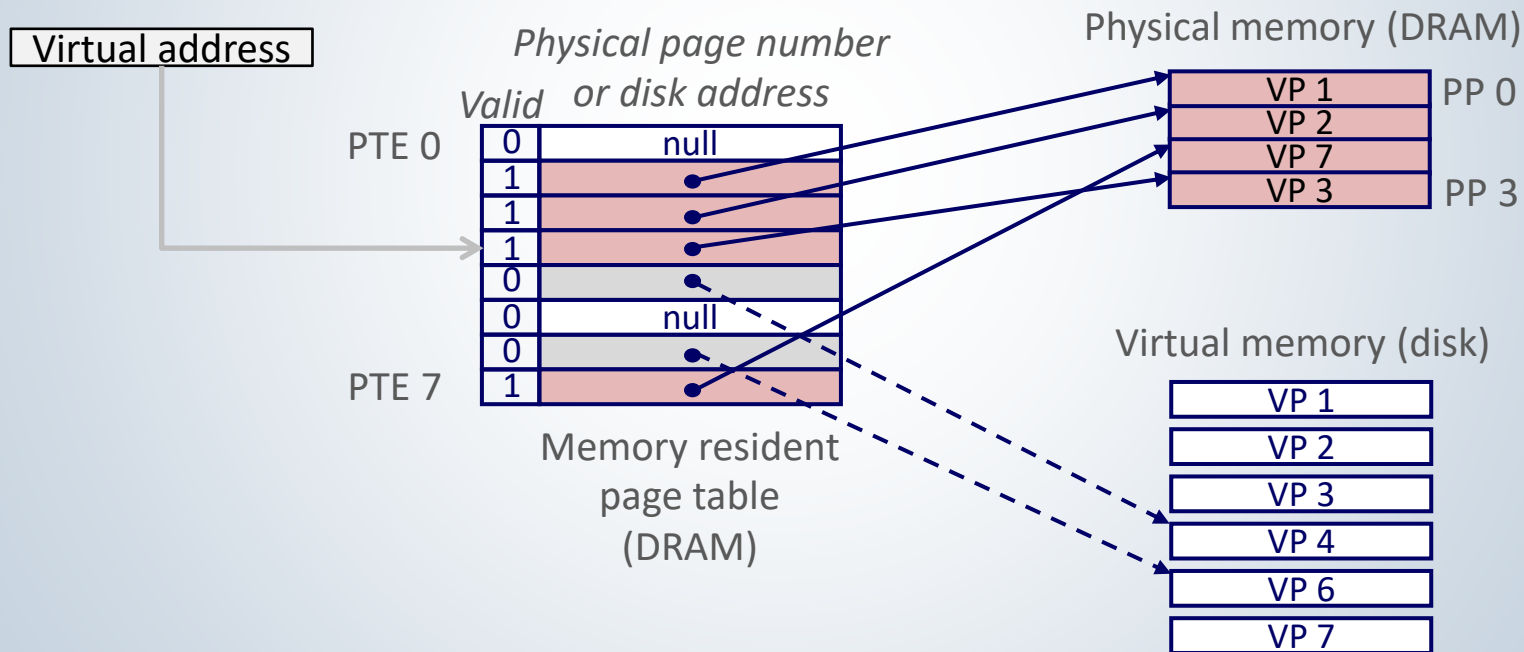 Virtual address
Physical page number
or disk address
Valid
PTE 0
0
null
1
1
1
0
0
null
0
PTE 7
1
Memory resident
page table
(DRAM)
Physical memory (DRAM)
VP 1
PP 0
VP 2
VP 7
VP 3
PP 3
Virtual memory (disk)
VP 1
VP 2
VP 3
VP 4
VP 6
VP 7